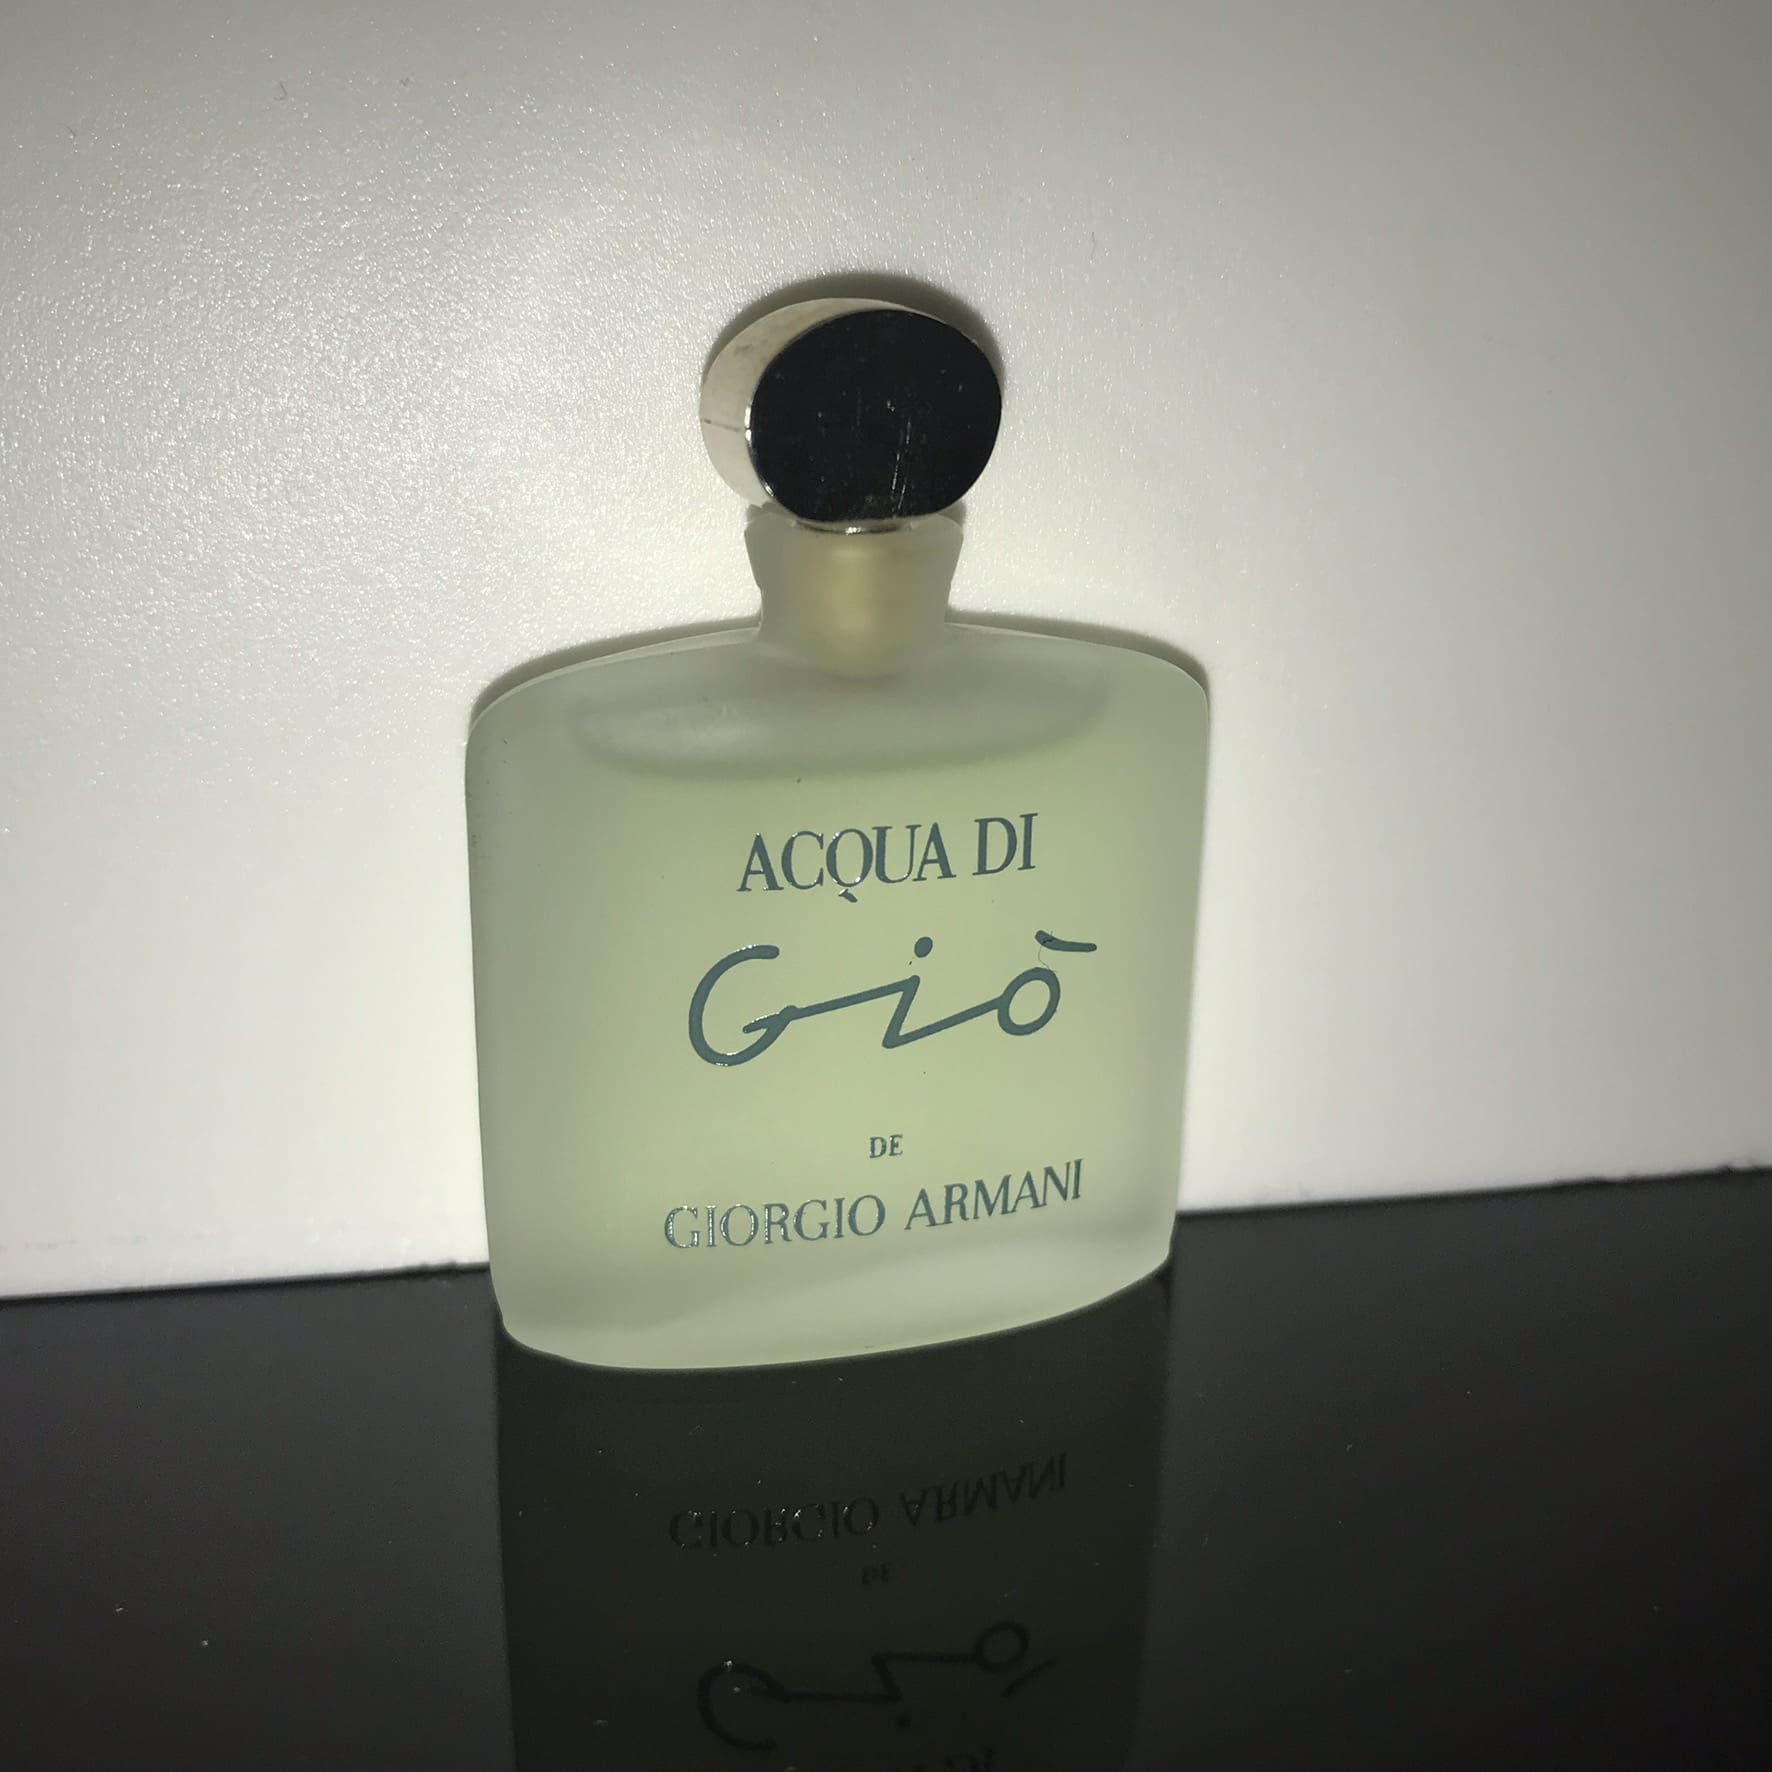 ACQUA DI
Giò
DE
GIORGIO ARMANI